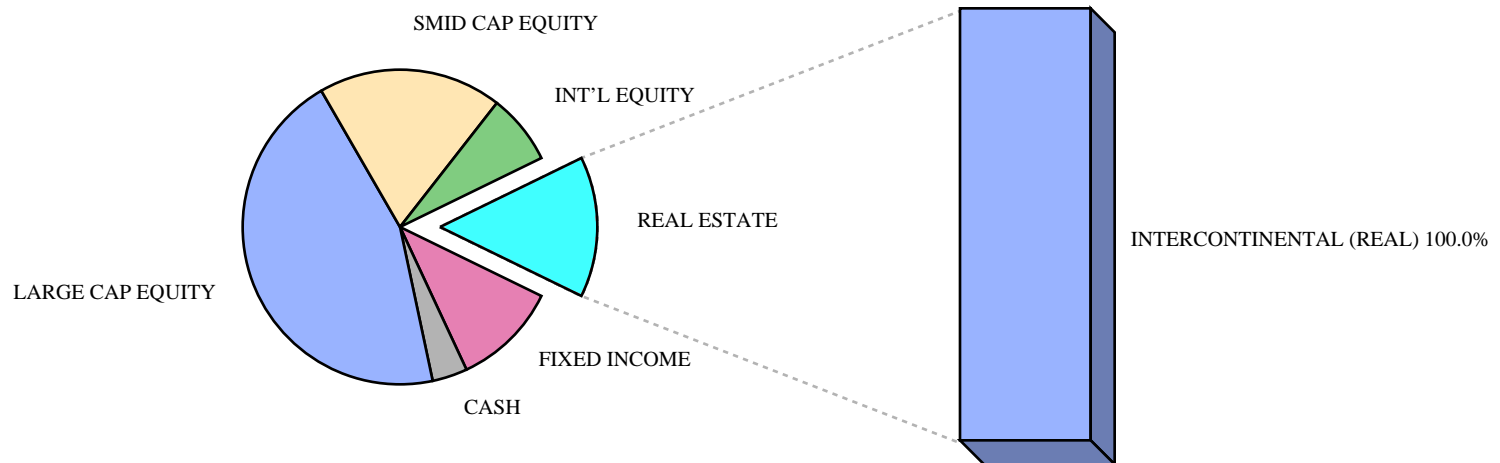 SMID CAP EQUITY
INT'L EQUITY
REAL ESTATE
INTERCONTINENTAL (REAL) 100.0%
LARGE CAP EQUITY
FIXED INCOME
CASH